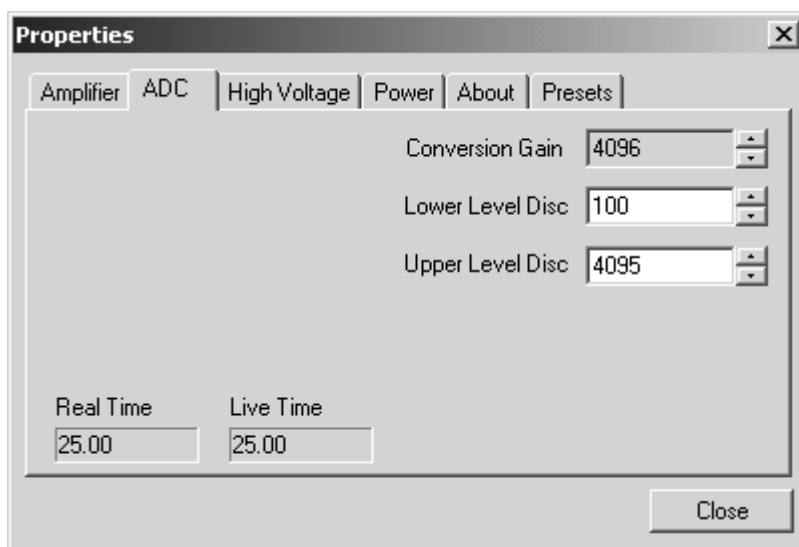 Properties
Amplifier ADC High Voltage Power About Presets
Conversion Gain 4096
Lower Level Disc 100
Upper Level Disc 4095
Real Time Live Time
25.00 25.00
Close